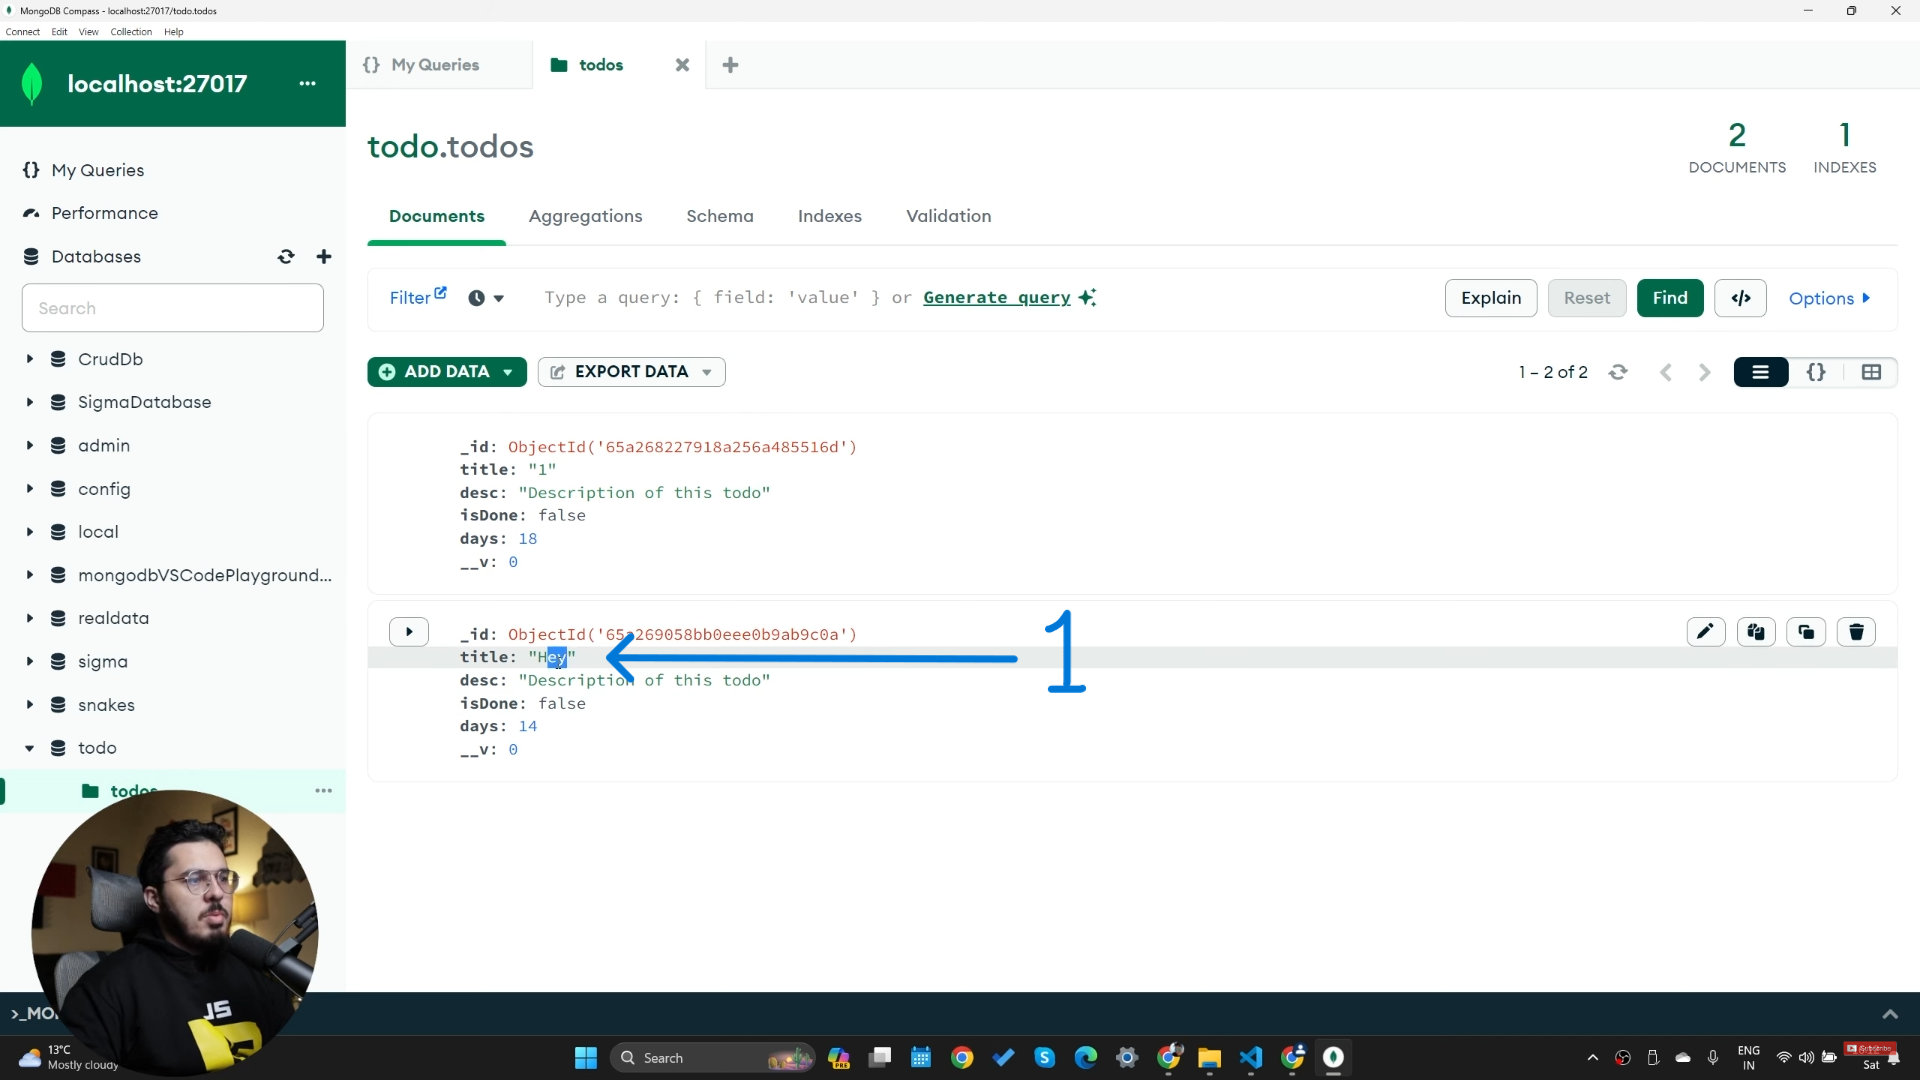 MongoDB Compass - localhost:27017/todo.todos
Connect Edit View Collection Help
localhost:27017 ...
{} My Queries
todos
My Queries
Performance
Databases
Search
CrudDb
SigmaDatabase
admin
config
local
mongodbVSCodePlayground...
realdata
sigma
snakes
todo
todos
todo.todos
2
DOCUMENTS
1
INDEXES
Documents Aggregations Schema Indexes Validation
Filter Type a query: { field: 'value' } or Generate query Explain Reset Find </> Options
ADD DATA EXPORT DATA 1 – 2 of 2 {}
_id: ObjectId('65a268227918a256a485516d')
title: "1"
desc: "Description of this todo"
isDone: false
days: 18
__v: 0
_id: ObjectId('65a269058bb0eee0b9ab9c0a')
title: "Hey"
desc: "Description of this todo"
isDone: false
days: 14
__v: 0
1
JS
>_MO
13°C
Mostly cloudy
Search
PRE
ENG
IN
Subscribe
Sat